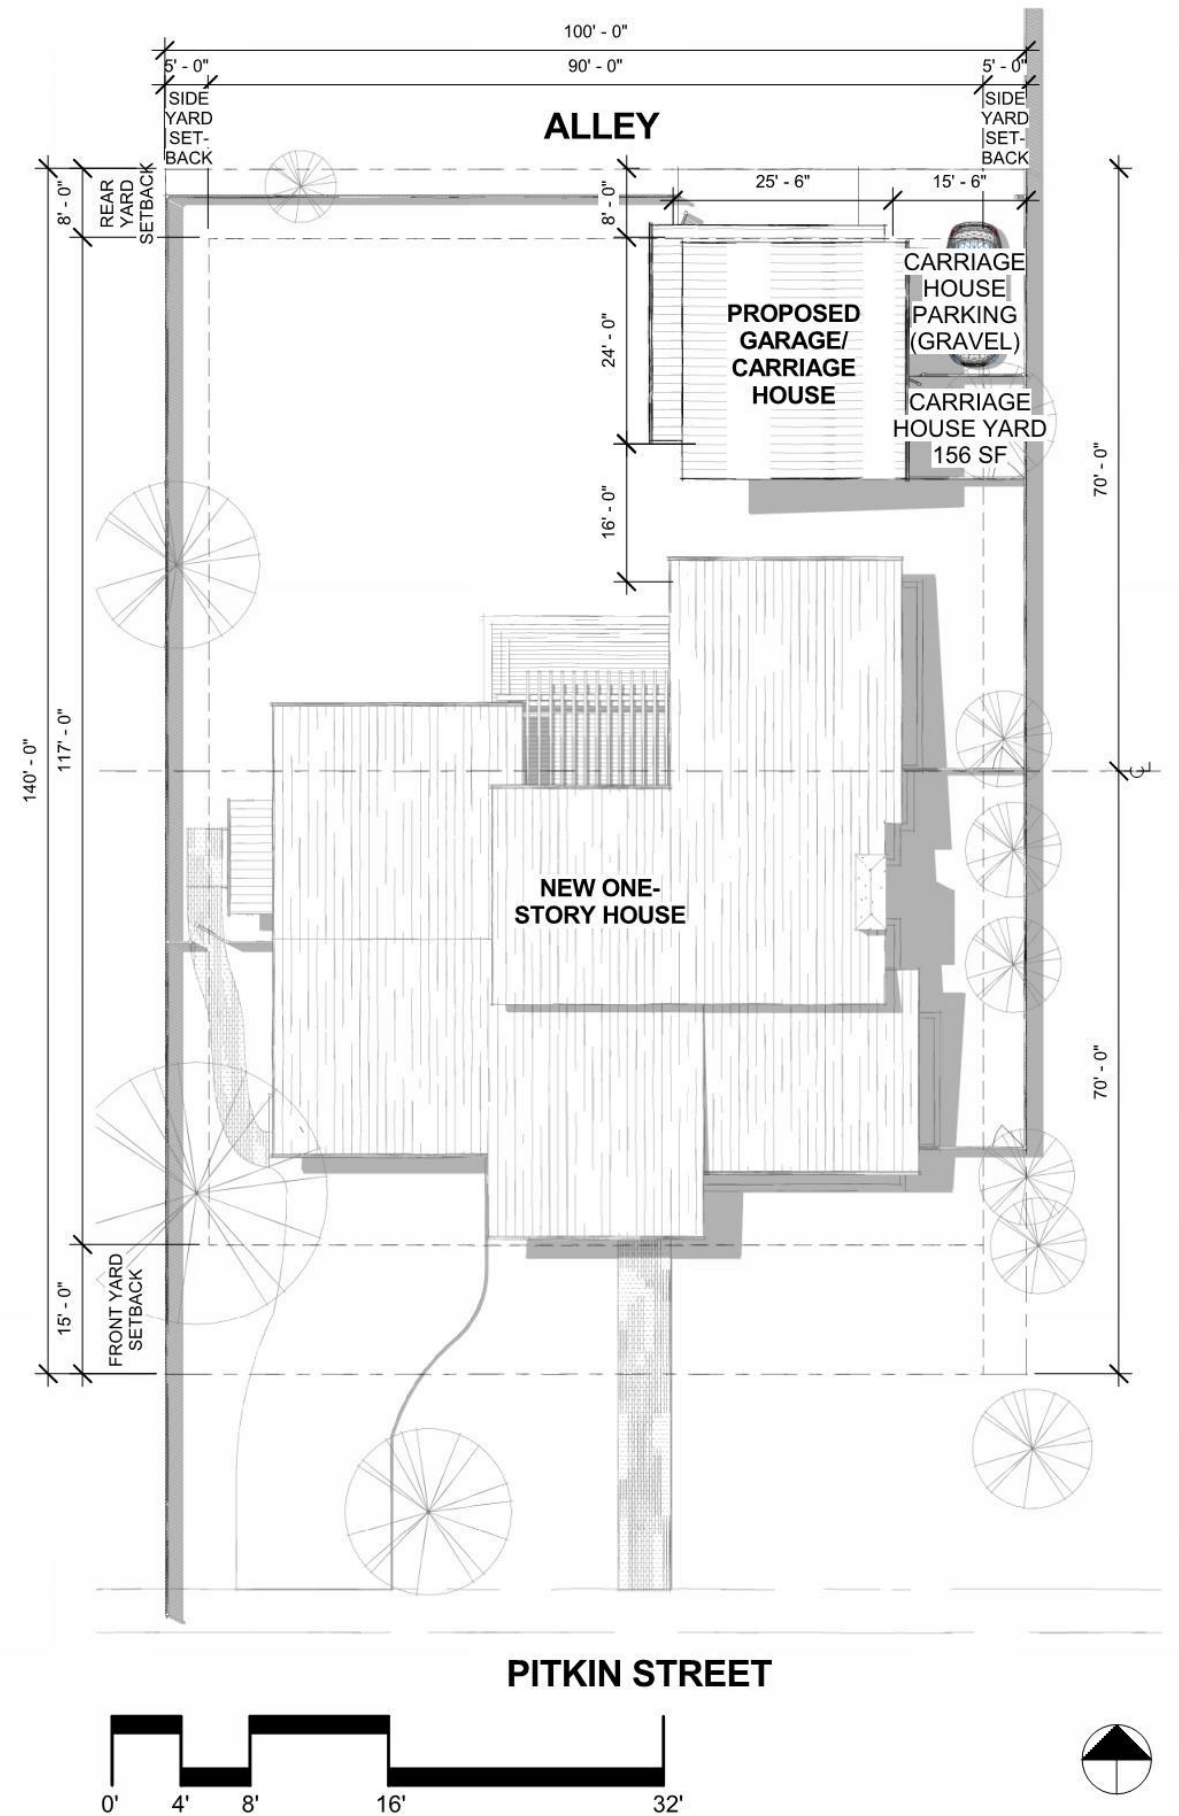 100' - 0"
5' - 0"
90' - 0"
5' - 0"
SIDE
YARD
SET-
BACK
SIDE
YARD
SET-
BACK
ALLEY
8' - 0"
REAR
YARD
SETBACK
8' - 0"
25' - 6"
15' - 6"
CARRIAGE
HOUSE
PARKING
(GRAVEL)
PROPOSED
GARAGE/
CARRIAGE
HOUSE
24' - 0"
CARRIAGE
HOUSE YARD
156 SF
70' - 0"
16' - 0"
140' - 0"
117' - 0"
NEW ONE-
STORY HOUSE
70' - 0"
15' - 0"
FRONT YARD
SETBACK
PITKIN STREET
0' 4' 8' 16' 32'